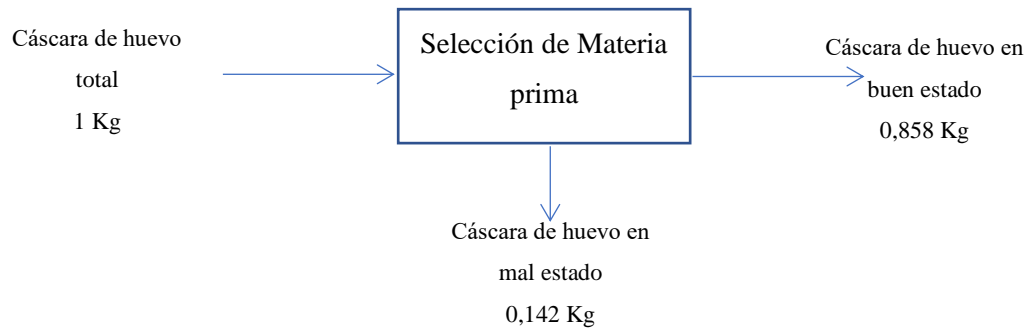 Cáscara de huevo
total
1 Kg
Selección de Materia
prima
Cáscara de huevo en
buen estado
0,858 Kg
Cáscara de huevo en
mal estado
0,142 Kg